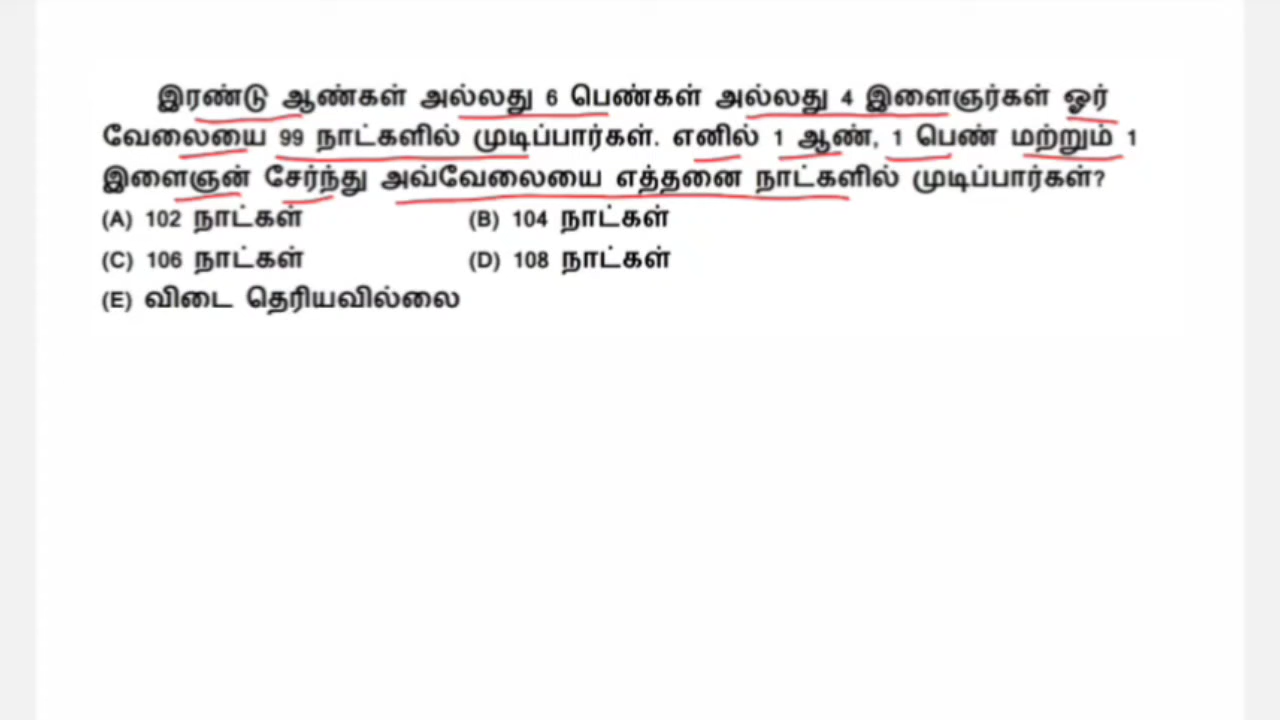 இரண்டு ஆண்கள் அல்லது 6 பெண்கள் அல்லது 4 இளைஞர்கள் ஓர்
வேலையை 99 நாட்களில் முடிப்பார்கள். எனில் 1 ஆண், 1 பெண் மற்றும் 1
இளைஞன் சேர்ந்து அவ்வேலையை எத்தனை நாட்களில் முடிப்பார்கள்?
(A) 102 நாட்கள் (B) 104 நாட்கள்
(C) 106 நாட்கள் (D) 108 நாட்கள்
(E) விடை தெரியவில்லை